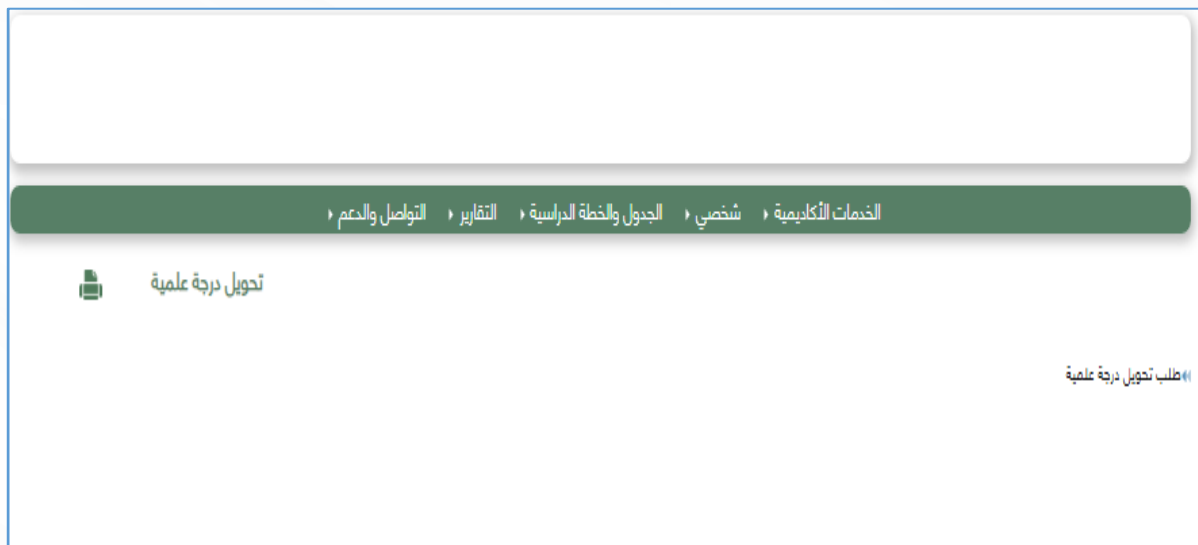 الخدمات الأكاديمية شخصي الجدول والخطة الدراسية التقارير التواصل والدعم
تحويل درجة علمية
طلب تحويل درجة علمية